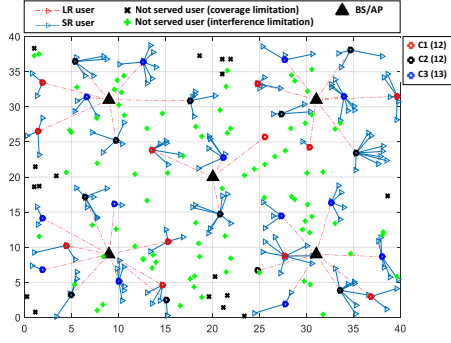 LR user
Not served user (coverage limitation)
BS/AP
SR user
Not served user (interference limitation)
C1 (12)
C2 (12)
C3 (13)
40
35
30
25
20
15
10
5
0
0
5
10
15
20
25
30
35
40